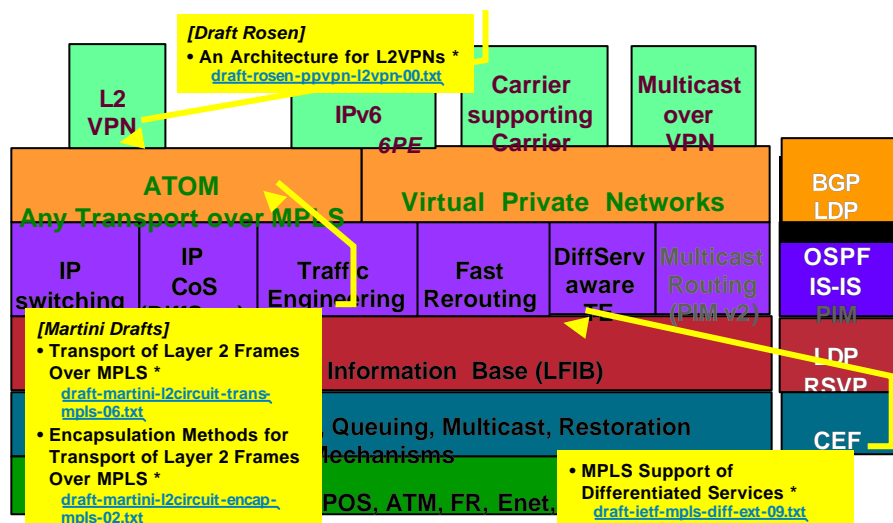 [Draft Rosen]
• An Architecture for L2VPNs *
draft-rosen-ppvpn-l2vpn-00.txt
L2
VPN
IPv6
6PE
Carrier
supporting
Carrier
Multicast
over
VPN
ATOM
Any Transport over MPLS
Virtual Private Networks
BGP
LDP
IP
switching
IP
CoS
Traffic
Engineering
Fast
Rerouting
DiffServ
aware
TE
Multicast
Routing
(PIM v2)
OSPF
IS-IS
PIM
[Martini Drafts]
• Transport of Layer 2 Frames
Over MPLS *
draft-martini-l2circuit-trans-
mpls-06.txt
• Encapsulation Methods for
Transport of Layer 2 Frames
Over MPLS *
draft-martini-l2circuit-encap-
mpls-02.txt
Information Base (LFIB)
LDP
RSVP
, Queuing, Multicast, Restoration
Mechanisms
CEF
POS, ATM, FR, Enet,
• MPLS Support of
Differentiated Services *
draft-ietf-mpls-diff-ext-09.txt